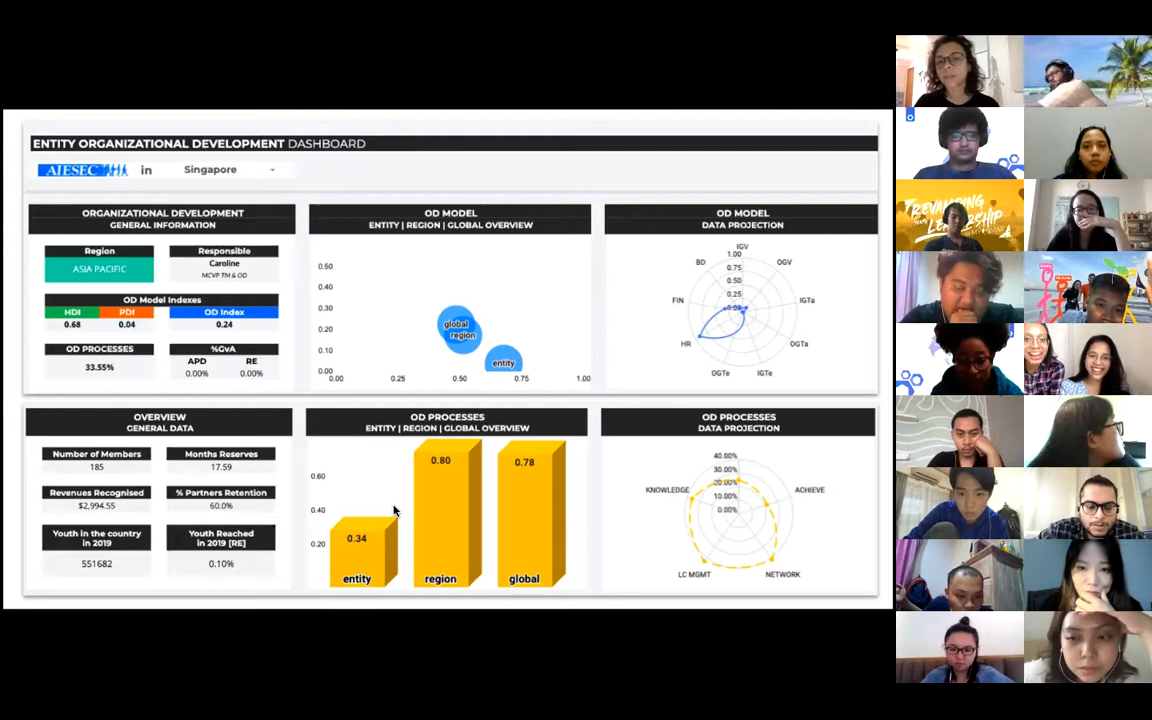 ENTITY ORGANIZATIONAL DEVELOPMENT DASHBOARD
AIESEC in Singapore
ORGANIZATIONAL DEVELOPMENT
GENERAL INFORMATION
Region
Responsible
ASIA PACIFIC
Caroline
MCVP TM & OD
OD Model Indexes
HDI
PDI
OD Index
0.68
0.04
0.24
OD PROCESSES
%GvA
33.55%
APD
RE
0.00%
0.00%
OD MODEL
ENTITY | REGION | GLOBAL OVERVIEW
0.50
0.40
0.30
0.20
0.10
0.00
global
region
entity
0.00
0.25
0.50
0.75
1.00
OD MODEL
DATA PROJECTION
IGV
1.00
0.75
0.50
0.25
0.00
OGV
IGTa
OGTa
IGTe
OGTe
HR
FIN
BD
OVERVIEW
GENERAL DATA
Number of Members
Months Reserves
185
17.59
Revenues Recognised
% Partners Retention
$2,994.55
60.0%
Youth in the country
in 2019
Youth Reached
in 2019 [RE]
551682
0.10%
OD PROCESSES
ENTITY | REGION | GLOBAL OVERVIEW
0.60
0.40
0.20
0.34
0.80
0.78
entity
region
global
OD PROCESSES
DATA PROJECTION
40.00%
30.00%
20.00%
10.00%
0.00%
KNOWLEDGE
ACHIEVE
LC MGMT
NETWORK